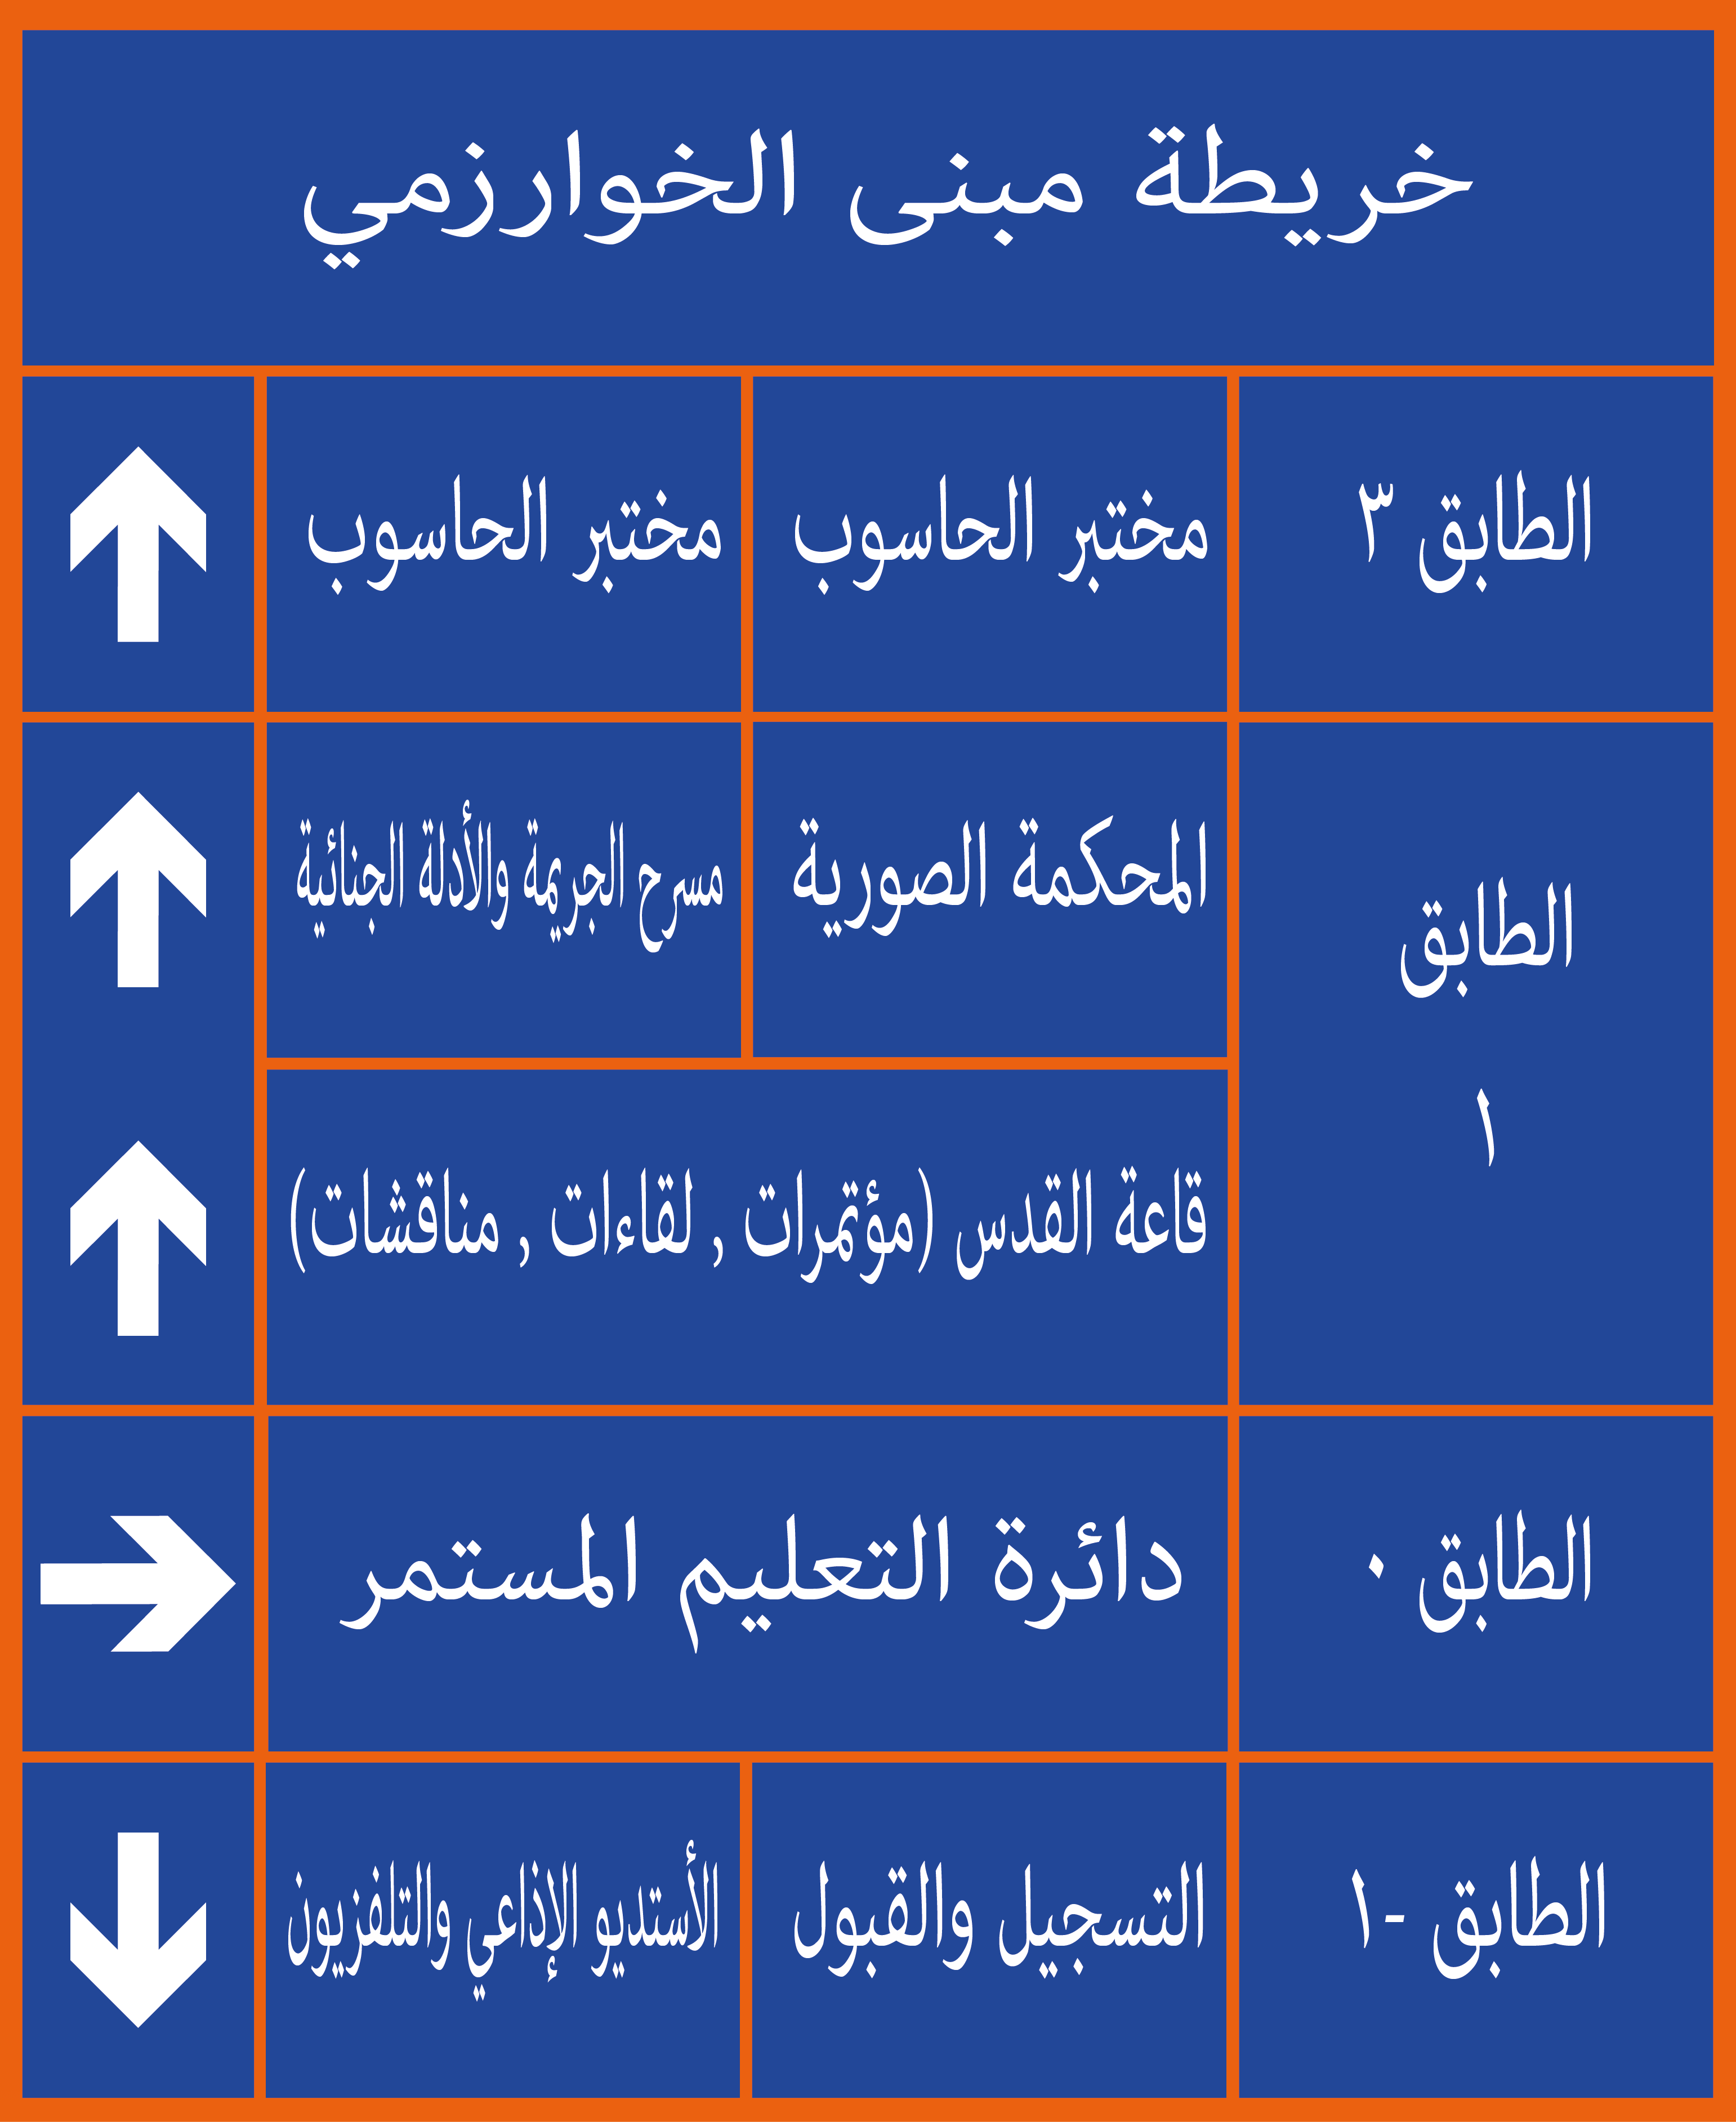 خريطة مبنى الخوارزمي
الطابق ٣
مختبر الحاسوب
مختبر الحاسوب
الطابق
١
المحكمة الصورية
مسرح الجريمة والأدلة الجنائية
قاعة القدس (مؤتمرات , لقاءات , مناقشات)
الطابق ٠
دائرة التعليم المستمر
الطابق -١
التسجيل والقبول
الأستديو الإذاعي والتلفزيون